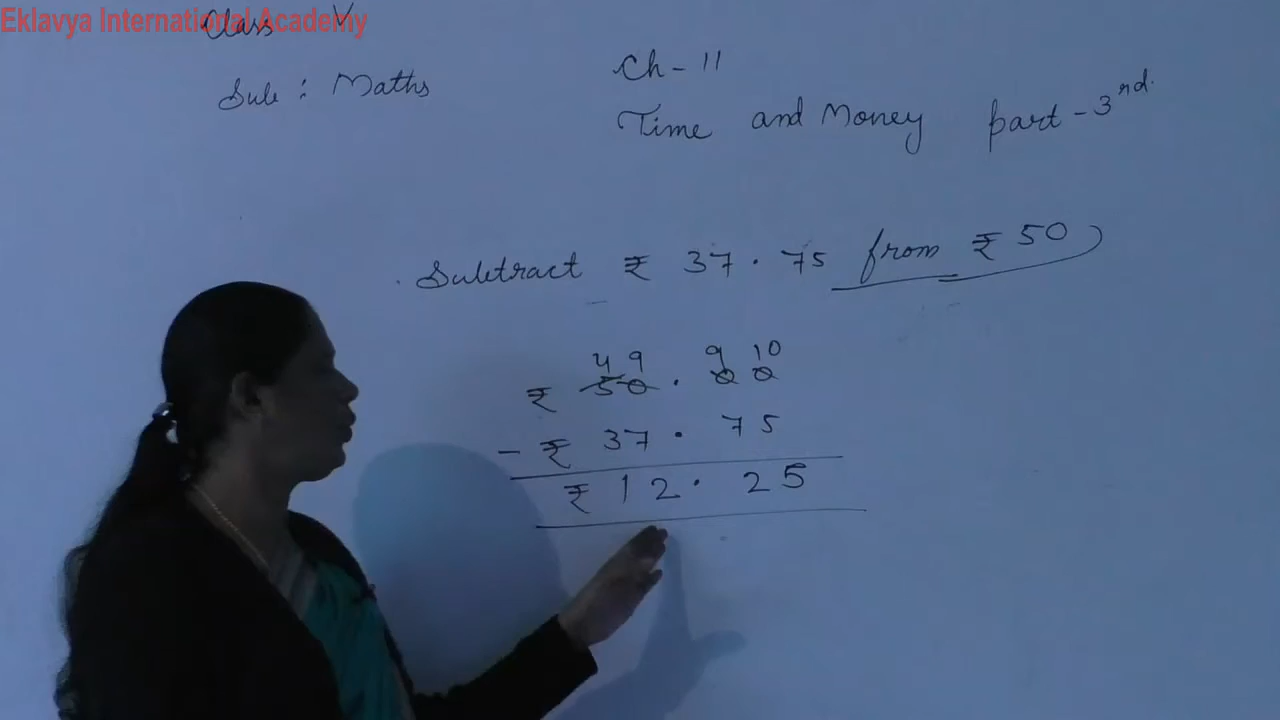 Eklavya International Academy
Class V
Sub : Maths
Ch - 11
Time and Money part - 3rd.
Subtract ₹ 37.75 from ₹ 50
4 9 9 10
₹ 50.00
- ₹ 37.75
₹ 12.25